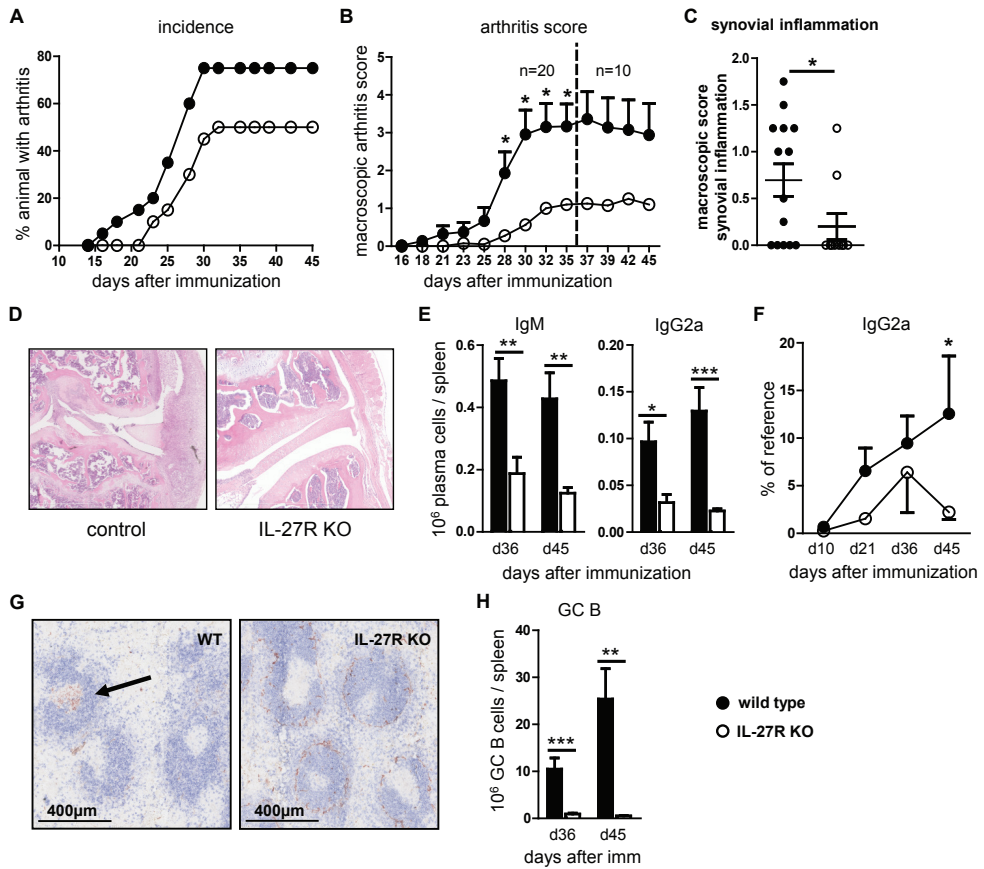 A
incidence
% animal with arthritis
80
60
40
20
0
10 15 20 25 30 35 40 45
days after immunization
B
arthritis score
macroscopic arthritis score
5
4
3
2
1
0
n=20 n=10
* * * *
16 18 21 23 25 28 30 32 35 37 39 42 45
days after immunization
C
synovial inflammation
macroscopic score
synovial inflammation
2.0
1.5
1.0
0.5
0.0
*
D
control
IL-27R KO
E
IgM
10⁶ plasma cells / spleen
0.6
0.4
0.2
0.0
** **
d36 d45
IgG2a
0.20
0.15
0.10
0.05
0.00
* ***
d36 d45
days after immunization
F
IgG2a
% of reference
20
15
10
5
0
*
d10 d21 d36 d45
days after immunization
G
WT
400µm
IL-27R KO
400µm
H
GC B
10⁶ GC B cells / spleen
40
30
20
10
0
*** **
d36 d45
days after imm
wild type
IL-27R KO